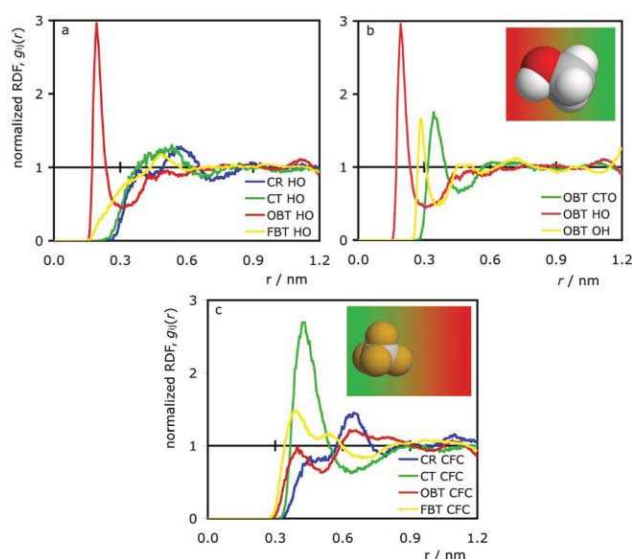 a
normalized RDF, gij(r)
3
2
1
0
CR HO
CT HO
OBT HO
FBT HO
0.0 0.3 0.6 0.9 1.2
r / nm
b
3
2
1
0
OBT CTO
OBT HO
OBT OH
0.0 0.3 0.6 0.9 1.2
r / nm
c
normalized RDF, gij(r)
3
2
1
0
CR CFC
CT CFC
OBT CFC
FBT CFC
0.0 0.3 0.6 0.9 1.2
r / nm